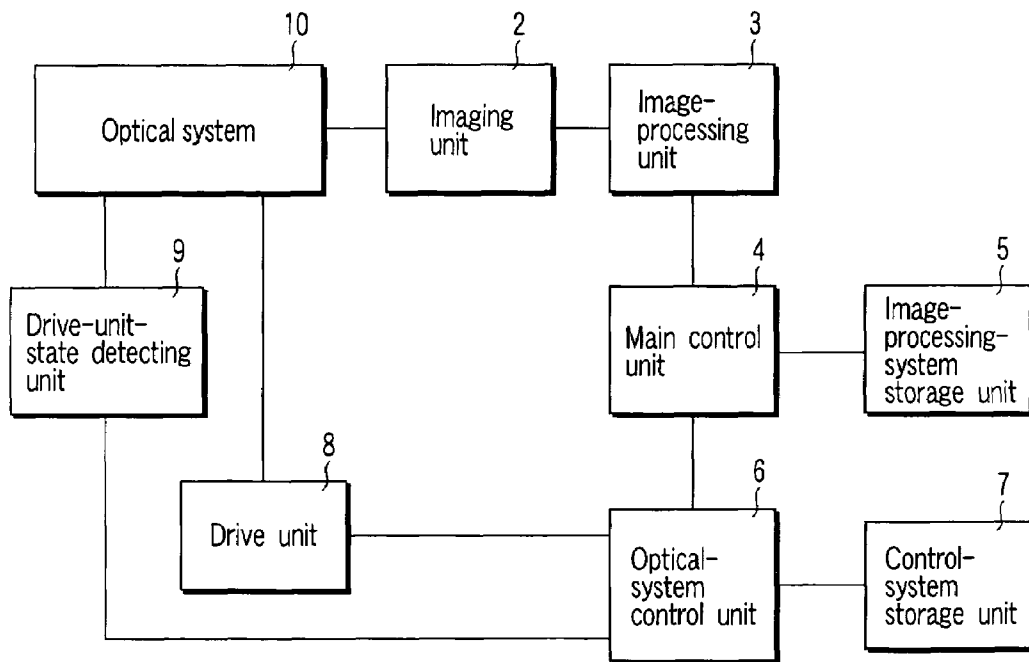 10
2
3
Optical system
Imaging
unit
Image-
processing
unit
9
4
5
Drive-unit-
state detecting
unit
Main control
unit
Image-
processing-
system
storage unit
8
6
7
Drive unit
Optical-
system
control unit
Control-
system
storage unit